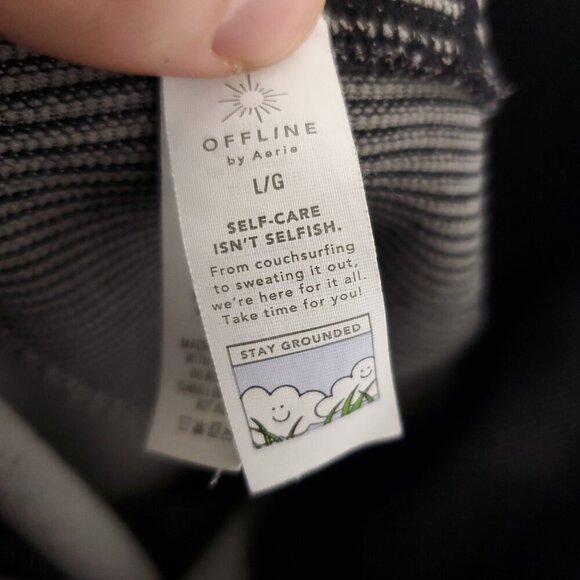 OFFLINE
by Aerie
L/G
SELF-CARE
ISN'T SELFISH.
From couchsurfing
to sweating it out,
we're here for it all.
Take time for you!
STAY GROUNDED